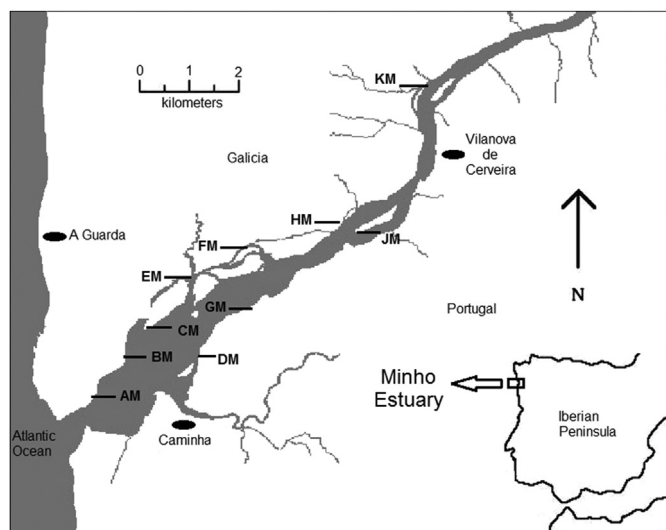 0 1 2
kilometers
KM
Vilanova
de
Cerveira
Galicia
HM
A Guarda
FM
JM
EM
N
GM
Portugal
CM
BM
DM
Minho
Estuary
AM
Iberian
Peninsula
Atlantic
Ocean
Caminha